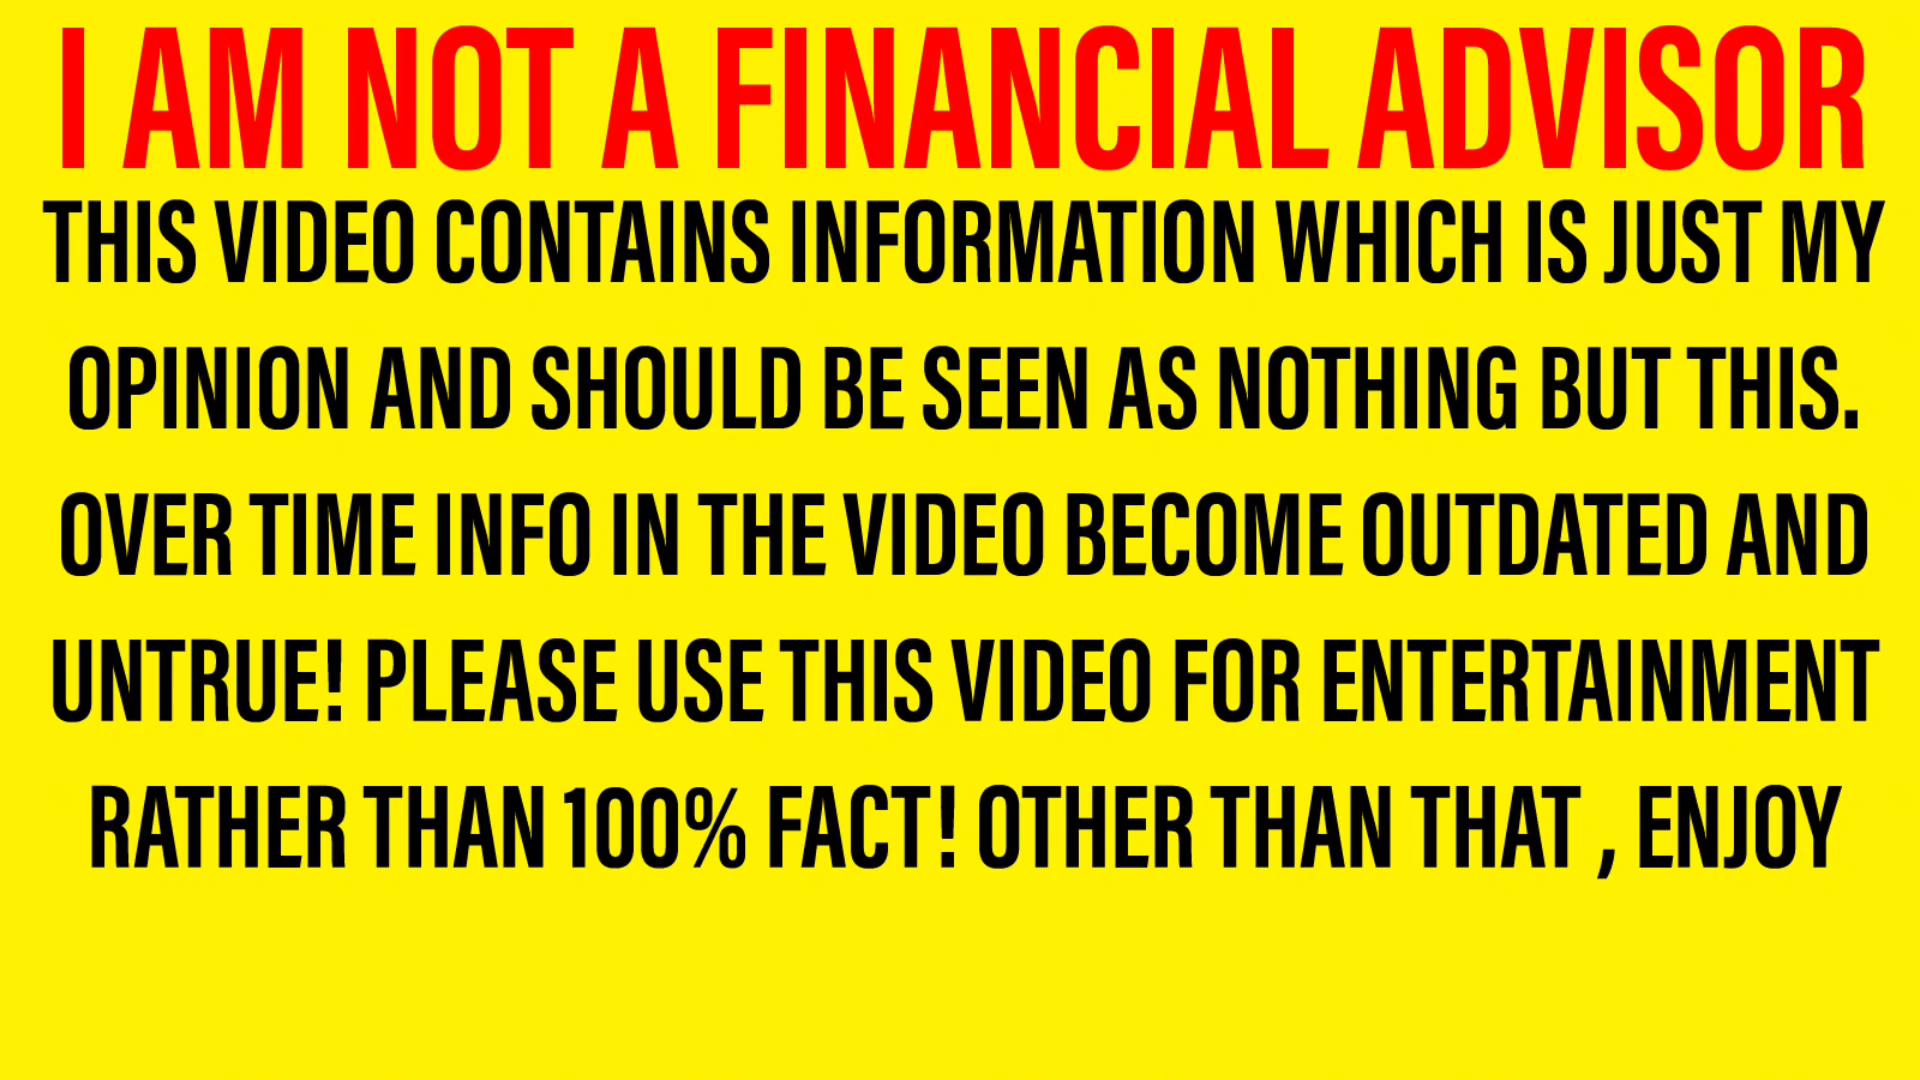 I AM NOT A FINANCIAL ADVISOR
THIS VIDEO CONTAINS INFORMATION WHICH IS JUST MY
OPINION AND SHOULD BE SEEN AS NOTHING BUT THIS.
OVER TIME INFO IN THE VIDEO BECOME OUTDATED AND
UNTRUE! PLEASE USE THIS VIDEO FOR ENTERTAINMENT
RATHER THAN 100% FACT! OTHER THAN THAT , ENJOY